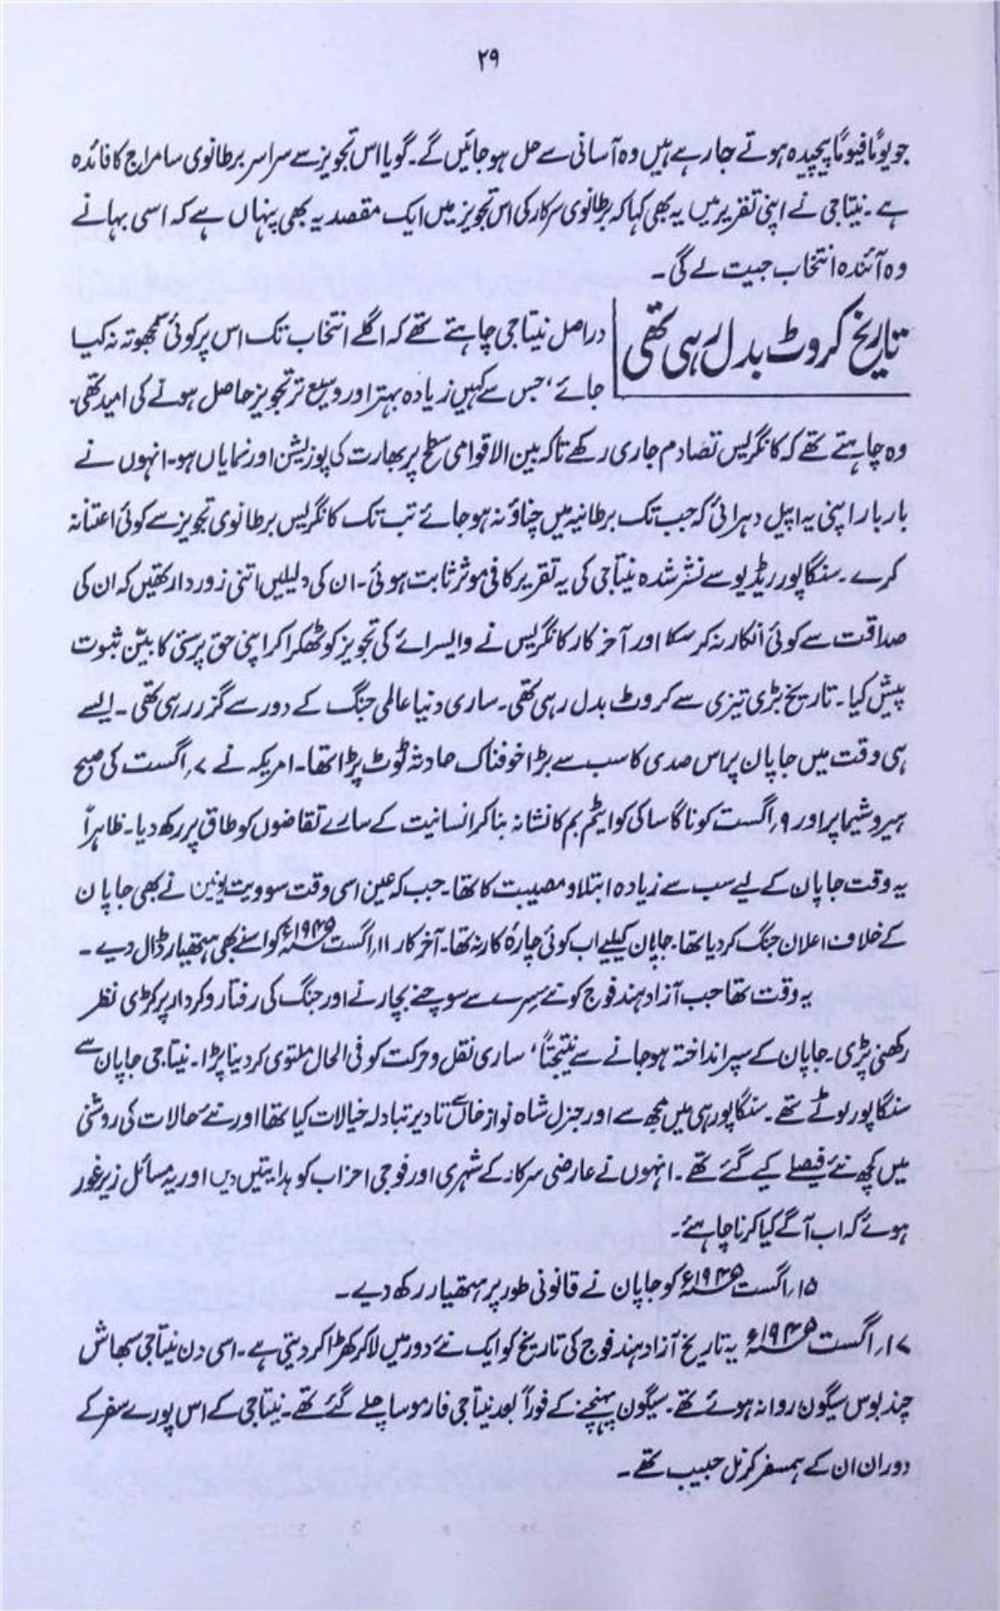 ۲۹
جو یوماً فیوماً پیچیدہ ہوتے جا رہے ہیں وہ آسانی سے حل ہو جائیں گے۔ گویا اس تجویز سے سراسر برطانوی سامراج کا فائدہ
ہے۔ نیتاجی نے اپنی تقریر میں یہ بھی کہا کہ برطانوی سرکار کی اس تجویز میں ایک مقصد یہ بھی پنہاں ہے کہ اسی بہانے
وہ آئندہ انتخاب جیت لے گی۔
تاریخ کروٹ بدل رہی تھی
دراصل نیتاجی چاہتے تھے کہ اگلے انتخاب تک اس پر کوئی سمجھوتہ نہ کیا
جائے، جس سے کہیں زیادہ بہتر اور وسیع تر تجویز حاصل ہونے کی امید تھی۔
وہ چاہتے تھے کہ کانگریس تصادم جاری رکھے تاکہ بین الاقوامی سطح پر بھارت کی پوزیشن اور نمایاں ہو۔ انہوں نے
بار بار اپنی یہ اپیل دہرائی کہ جب تک برطانیہ میں چناؤ نہ ہو جائے تب تک کانگریس برطانوی تجویز سے کوئی اعتنا نہ
کرے۔ سنگاپور ریڈیو سے نشر شدہ نیتاجی کی یہ تقریر کافی موثر ثابت ہوئی۔ ان کی دلیلیں اتنی زور دار تھیں کہ ان کی
صداقت سے کوئی انکار نہ کر سکا اور آخر کار کانگریس نے وایسرائے کی تجویز کو ٹھکرا کر اپنی حق پرستی کا بیّن ثبوت
پیش کیا۔ تاریخ بڑی تیزی سے کروٹ بدل رہی تھی۔ ساری دنیا عالمی جنگ کے دور سے گزر رہی تھی۔ ایسے
ہی وقت میں جاپان پر اس صدی کا سب سے بڑا خوفناک حادثہ ٹوٹ پڑا تھا۔ امریکہ نے ۷؍ اگست کی صبح
ہیروشیما پر اور ۹؍ اگست کو ناگاساکی کو ایٹم بم کا نشانہ بنا کر انسانیت کے سارے تقاضوں کو طاق پر رکھ دیا۔ ظاہراً
یہ وقت جاپان کے لیے سب سے زیادہ ابتلا و مصیبت کا تھا۔ جب کہ عین اسی وقت سوویت یونین نے بھی جاپان
کے خلاف اعلان جنگ کر دیا تھا۔ جاپان کیلیے اب کوئی چارۂ کار نہ تھا۔ آخر کار ۱۱؍ اگست ۱۹۴۵ء کو اسنے بھی ہتھیار ڈال دیے۔
یہ وقت تھا جب آزاد ہند فوج کو نئے سرے سے سوچنے بچارنے اور جنگ کی رفتار و کردار پر کڑی نظر
رکھنی پڑی۔ جاپان کے سپر انداختہ ہو جانے سے نتیجتاً، ساری نقل و حرکت کو فی الحال ملتوی کر دینا پڑا۔ نیتاجی جاپان سے
سنگاپور لوٹے تھے۔ سنگاپور ہی میں مجھ سے اور جنرل شاہ نواز خاں سے تادیر تبادلہ خیالات کیا تھا اور نئے حالات کی روشنی
میں کچھ نئے فیصلے کیے گئے تھے۔ انہوں نے عارضی سرکار کے شہری اور فوجی احزاب کو ہدایتیں دیں اور یہ مسائل زیر غور
ہوئے کہ اب آگے کیا کرنا چاہئے۔
۱۵؍ اگست ۱۹۴۵ء کو جاپان نے قانونی طور پر ہتھیار رکھ دیے۔
۱۷؍ اگست ۱۹۴۵ء یہ تاریخ آزاد ہند فوج کی تاریخ کو ایک نئے دور میں لا کر کھڑا کر دیتی ہے۔ اسی دن نیتاجی سبھاش
چندر بوس سیگون روانہ ہوئے تھے۔ سیگون پہنچنے کے فوراً بعد نیتاجی فارموسا چلے گئے تھے۔ نیتاجی کے اس پورے سفر کے
دوران ان کے ہمسفر کرنل حبیب تھے۔